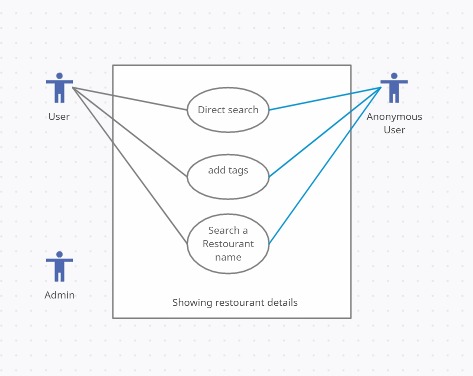 Direct search
User
Anonymous
User
add tags
Search a
Restourant
name
Admin
Showing restourant details